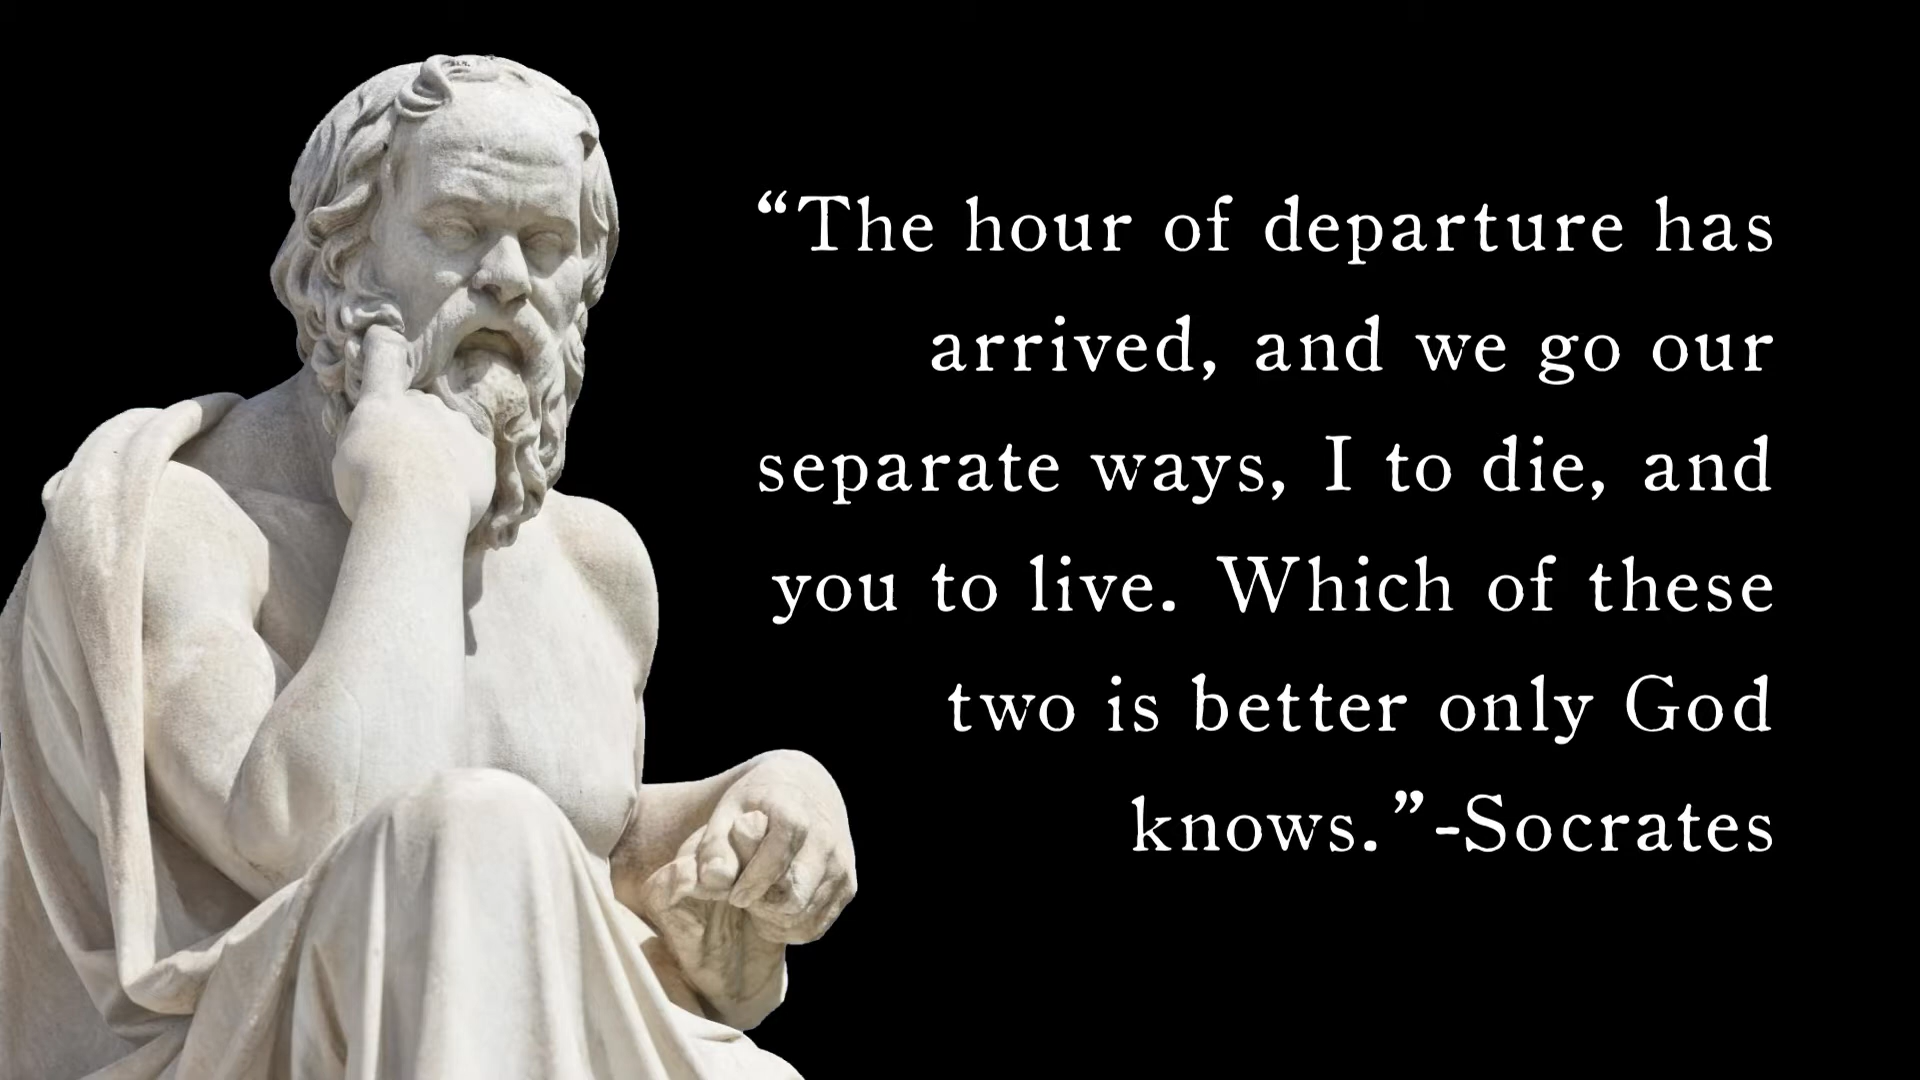 “The hour of departure has
arrived, and we go our
separate ways, I to die, and
you to live. Which of these
two is better only God
knows.”-Socrates